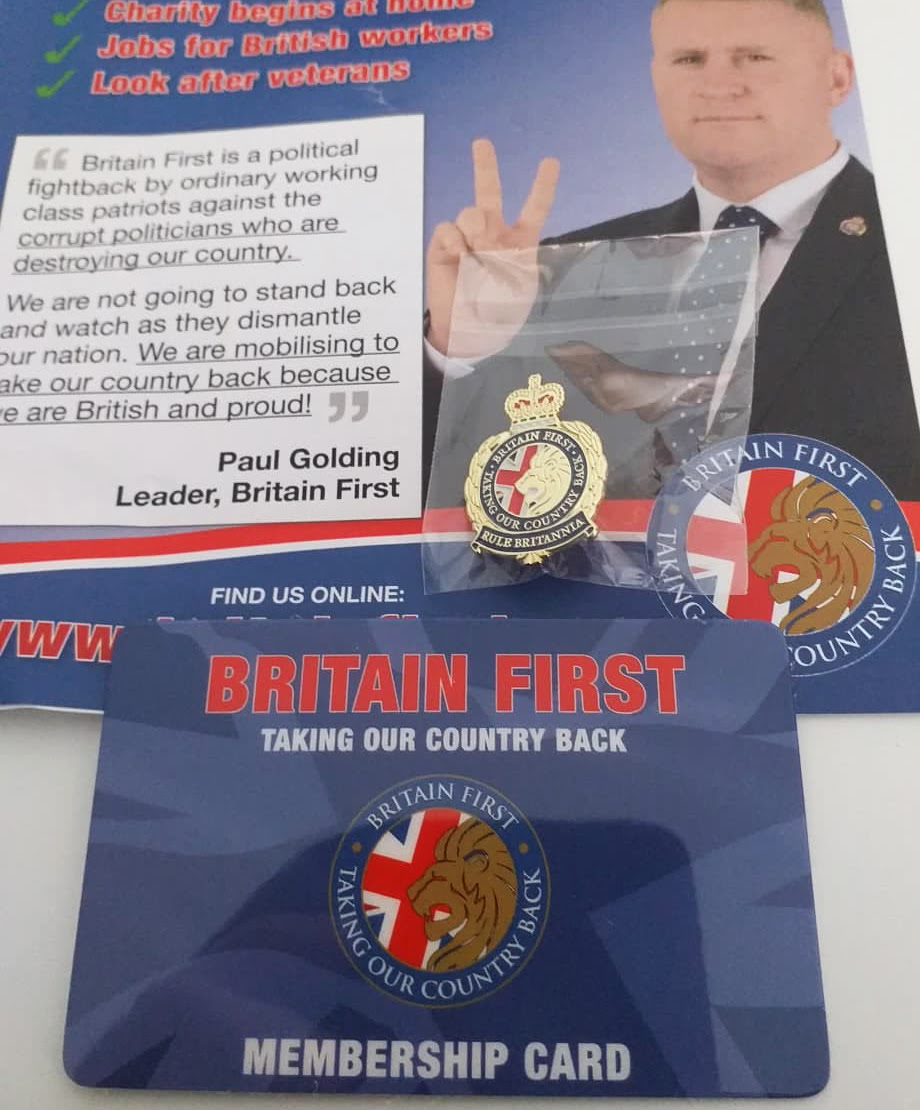 Charity begins at home
Jobs for British workers
Look after veterans
“ Britain First is a political
fightback by ordinary working
class patriots against the
corrupt politicians who are
destroying our country.
We are not going to stand back
and watch as they dismantle
our nation. We are mobilising to
ake our country back because
e are British and proud! ”
Paul Golding
Leader, Britain First
• BRITAIN FIRST •
TAKING OUR COUNTRY BACK
RULE BRITANNIA
BRITAIN FIRST •
TAKING
COUNTRY BACK
FIND US ONLINE:
www.
BRITAIN FIRST
TAKING OUR COUNTRY BACK
• BRITAIN FIRST •
TAKING OUR COUNTRY BACK
MEMBERSHIP CARD